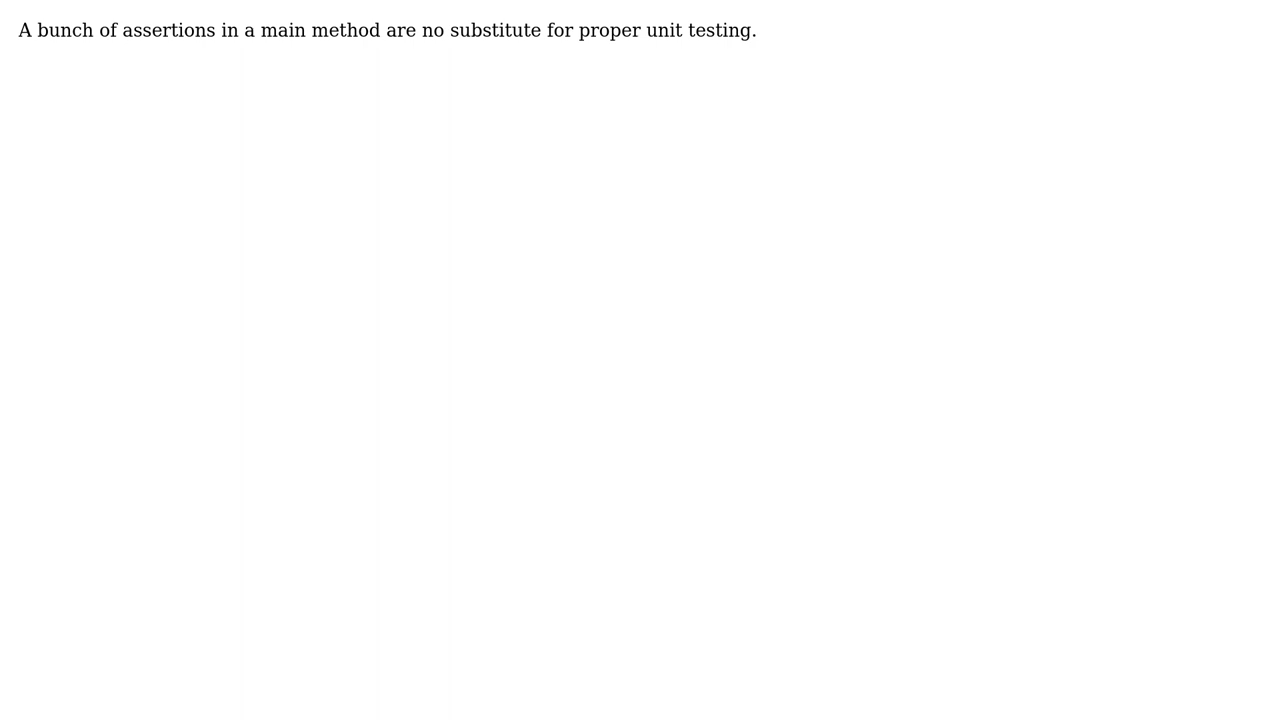 A bunch of assertions in a main method are no substitute for proper unit testing.